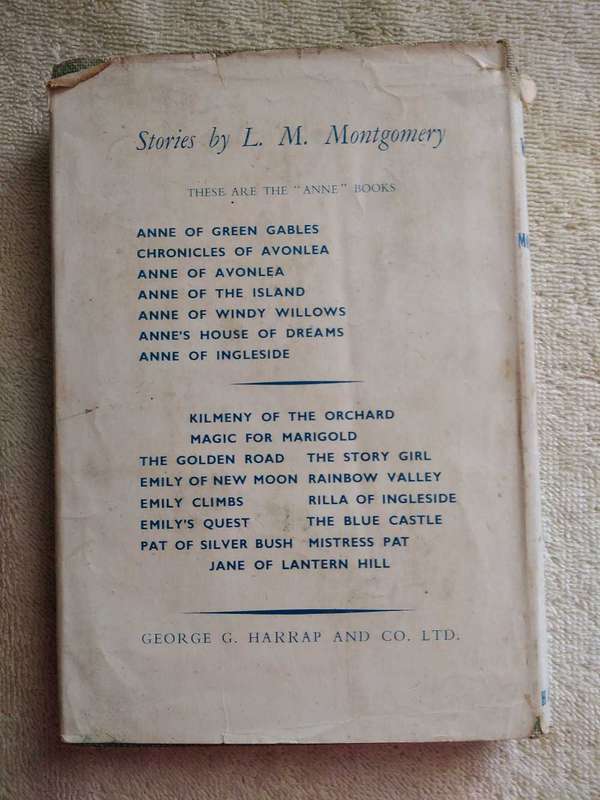 Stories by L. M. Montgomery
THESE ARE THE "ANNE" BOOKS
ANNE OF GREEN GABLES
CHRONICLES OF AVONLEA
ANNE OF AVONLEA
ANNE OF THE ISLAND
ANNE OF WINDY WILLOWS
ANNE'S HOUSE OF DREAMS
ANNE OF INGLESIDE
KILMENY OF THE ORCHARD
MAGIC FOR MARIGOLD
THE GOLDEN ROAD THE STORY GIRL
EMILY OF NEW MOON RAINBOW VALLEY
EMILY CLIMBS RILLA OF INGLESIDE
EMILY'S QUEST THE BLUE CASTLE
PAT OF SILVER BUSH MISTRESS PAT
JANE OF LANTERN HILL
GEORGE G. HARRAP AND CO. LTD.